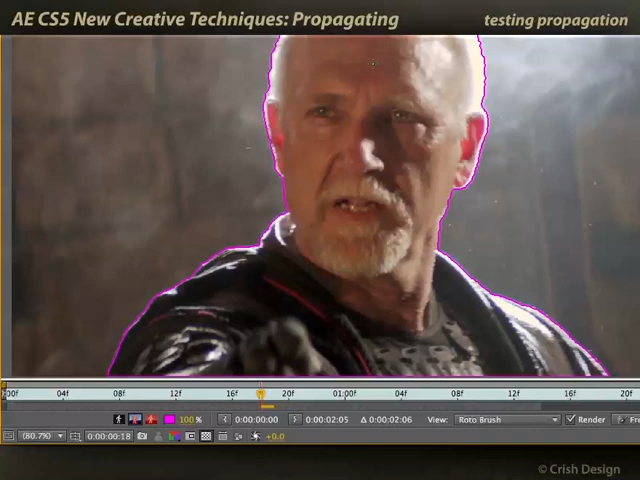 AE CS5 New Creative Techniques: Propagating
testing propagation
:00f 04f 08f 12f 16f 20f 01:00f 04f 08f 12f 16f 20f
100 % 0:00:00:00 0:00:02:05 Δ 0:00:02:06 View: Roto Brush Render Fre
(80.7%) 0:00:00:18 +0.0
© Crish Design